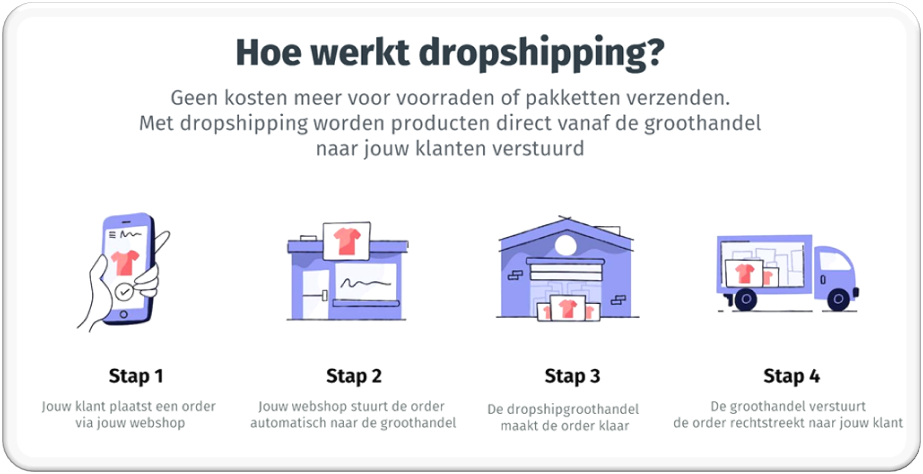 Hoe werkt dropshipping?
Geen kosten meer voor voorraden of pakketten verzenden.
Met dropshipping worden producten direct vanaf de groothandel
naar jouw klanten verstuurd
Stap 1
Jouw klant plaatst een order
via jouw webshop
Stap 2
Jouw webshop stuurt de order
automatisch naar de groothandel
Stap 3
De dropshipgroothandel
maakt de order klaar
Stap 4
De groothandel verstuurt
de order rechtstreekt naar jouw klant